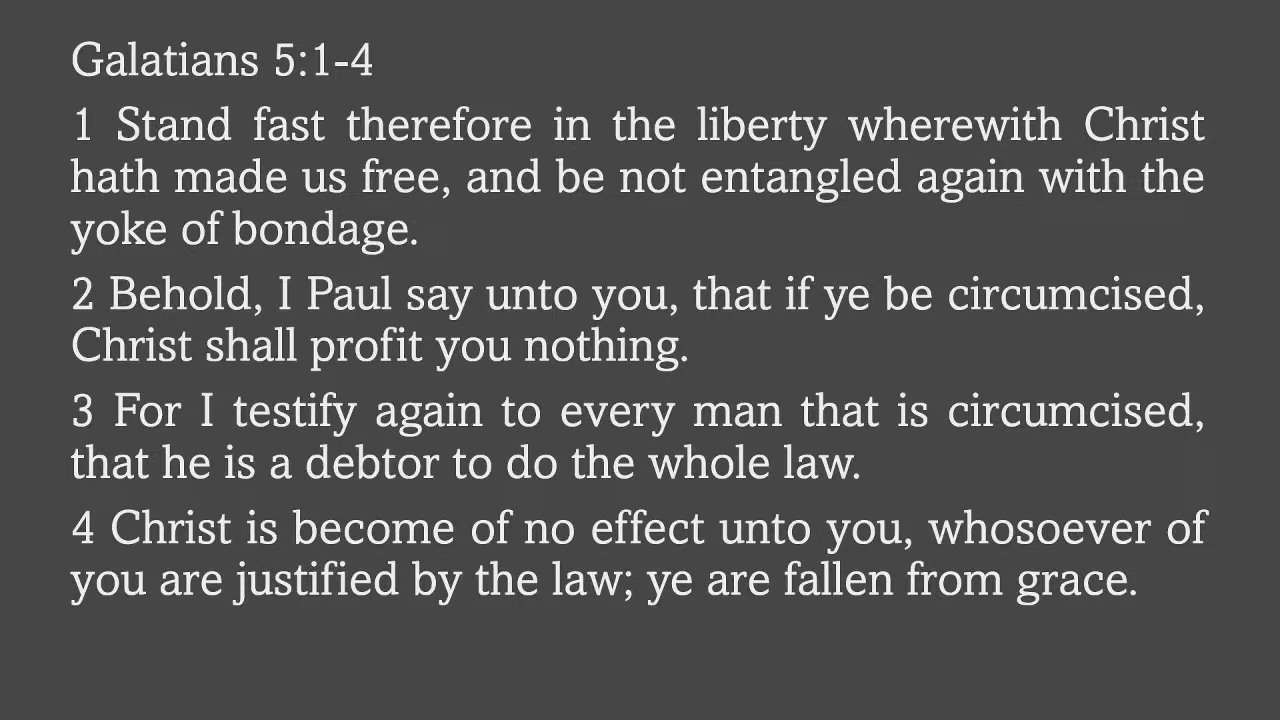 Galatians 5:1-4
1 Stand fast therefore in the liberty wherewith Christ
hath made us free, and be not entangled again with the
yoke of bondage.
2 Behold, I Paul say unto you, that if ye be circumcised,
Christ shall profit you nothing.
3 For I testify again to every man that is circumcised,
that he is a debtor to do the whole law.
4 Christ is become of no effect unto you, whosoever of
you are justified by the law; ye are fallen from grace.